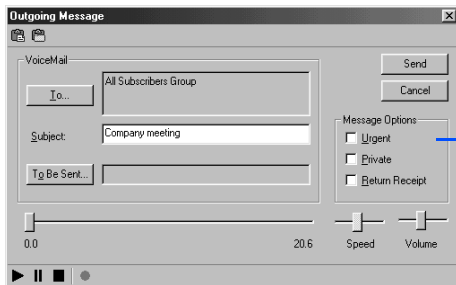 Outgoing Message
VoiceMail
To...
All Subscribers Group
Subject:
Company meeting
To Be Sent...
Send
Cancel
Message Options
Urgent
Private
Return Receipt
0.0
20.6
Speed
Volume